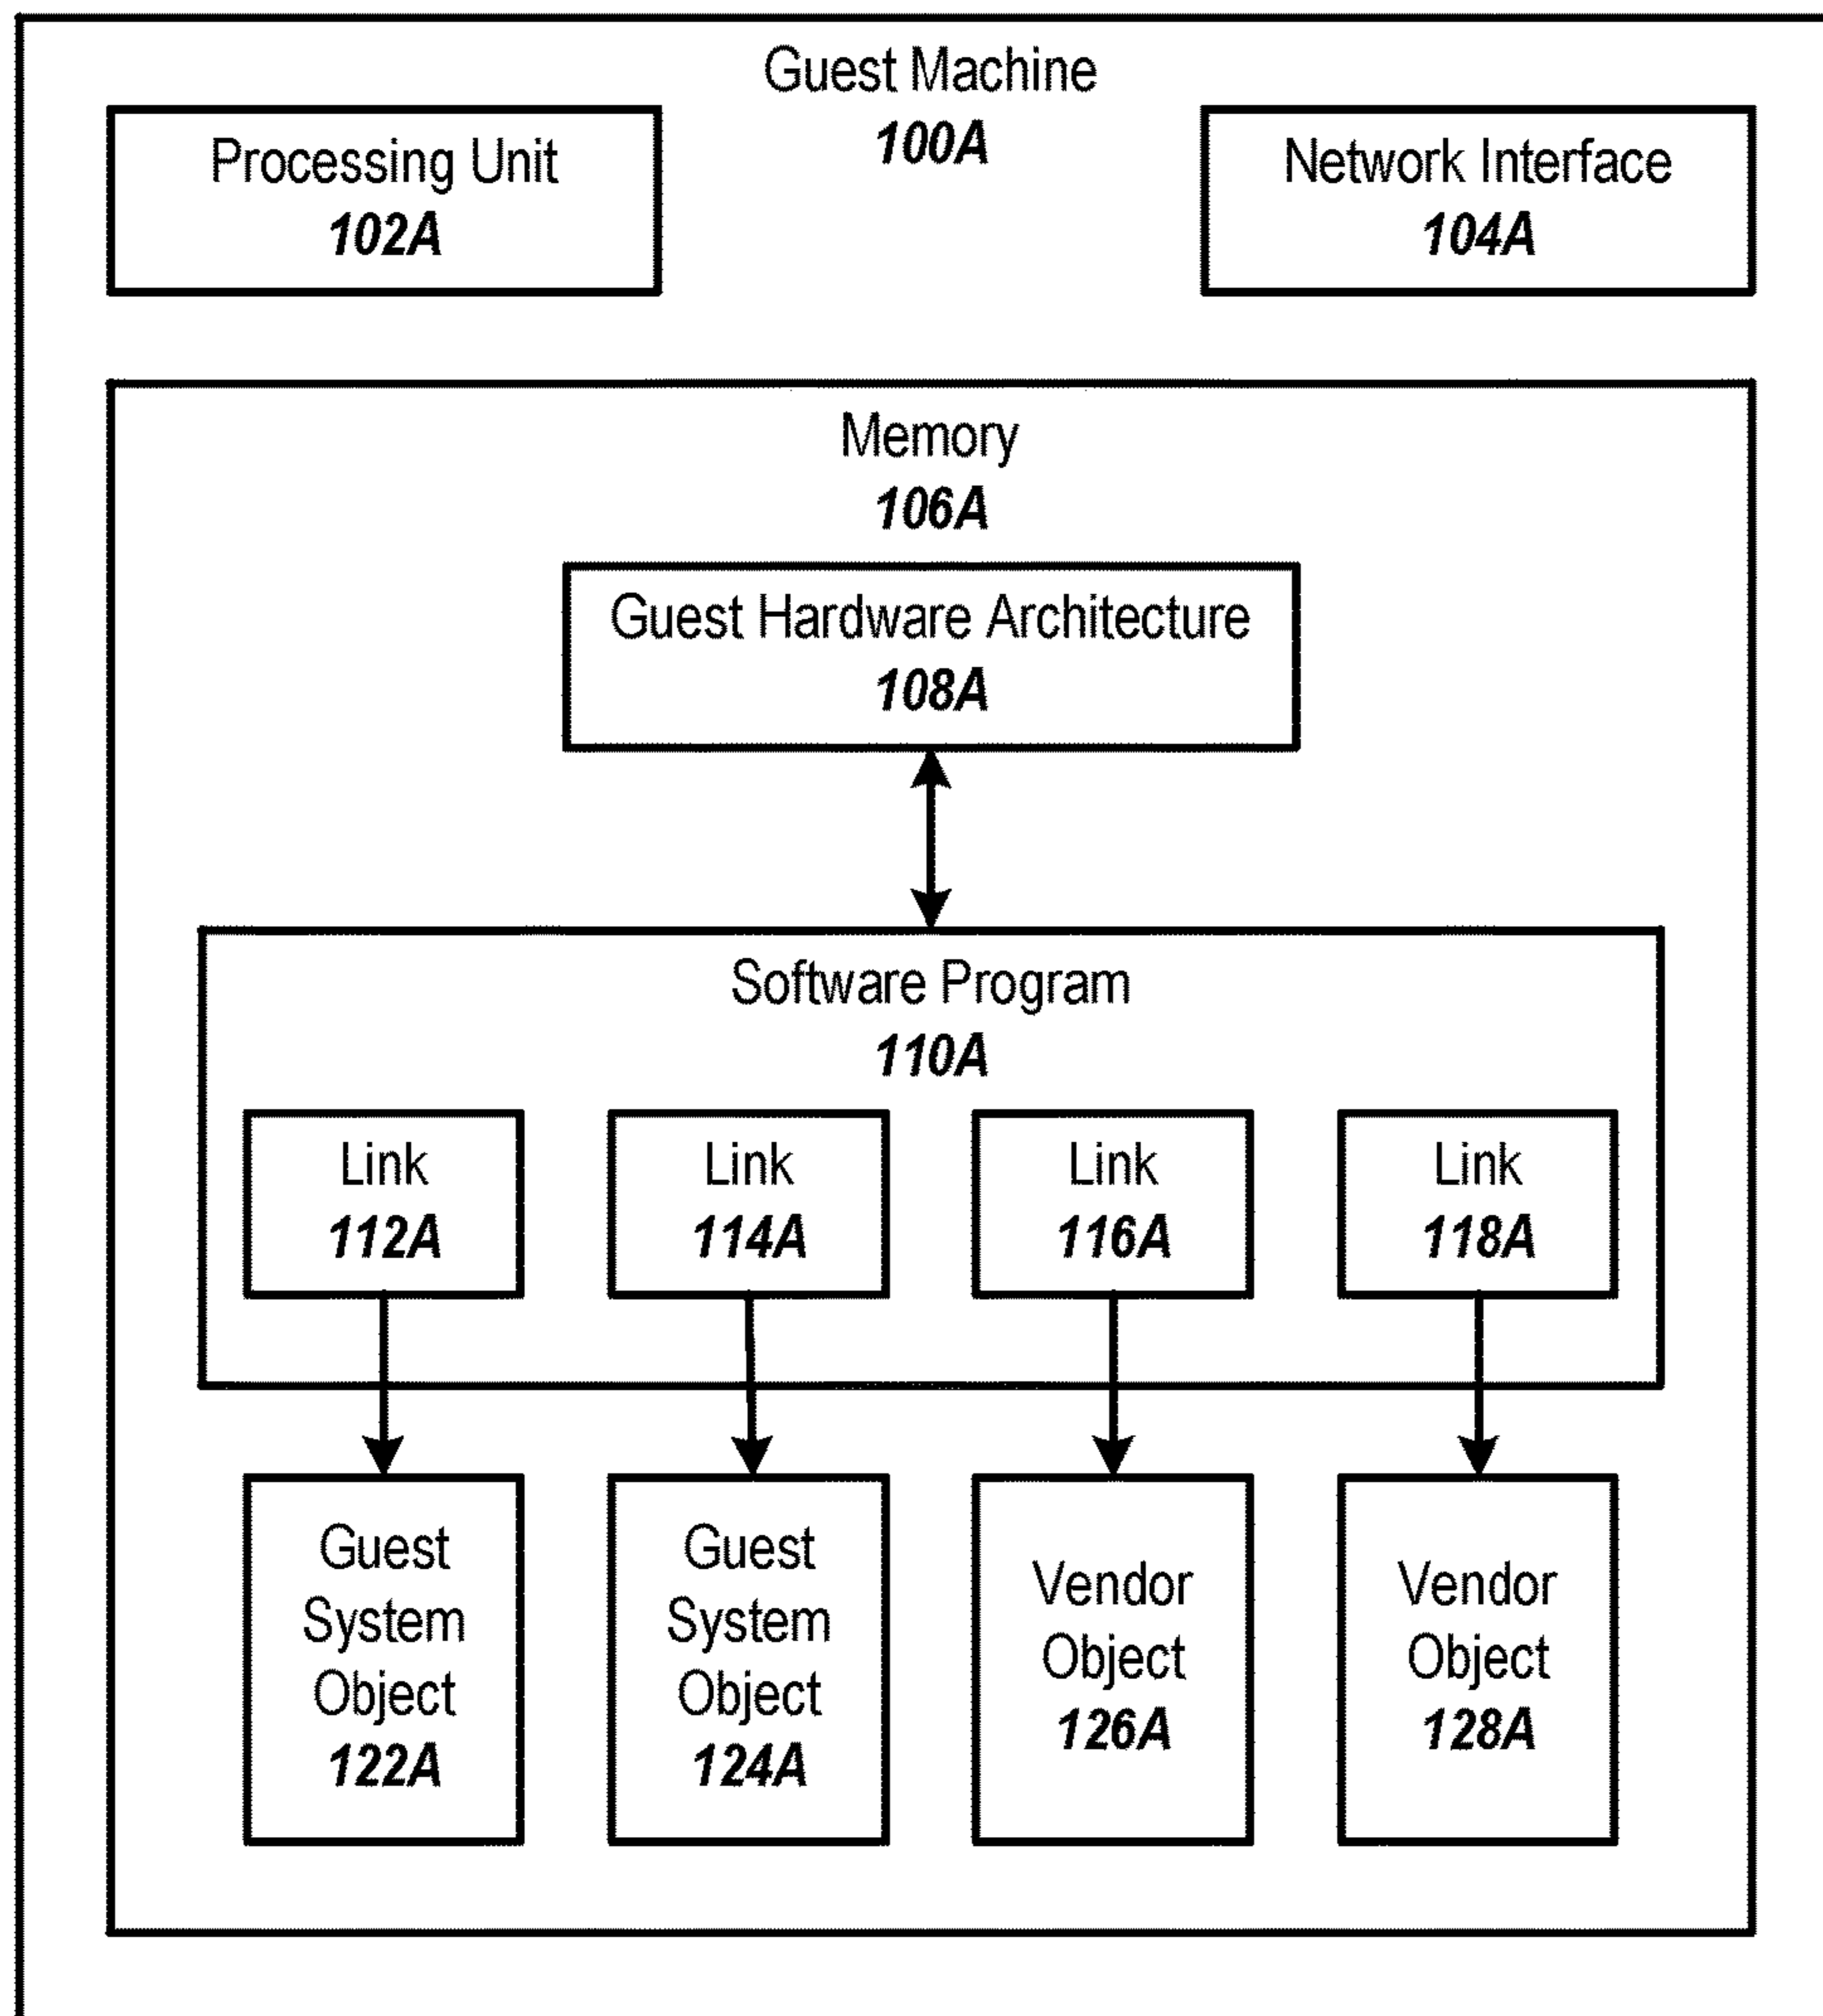 Guest Machine
100A
Processing Unit
102A
Network Interface
104A
Memory
106A
Guest Hardware Architecture
108A
Software Program
110A
Link
112A
Link
114A
Link
116A
Link
118A
Guest
System
Object
122A
Guest
System
Object
124A
Vendor
Object
126A
Vendor
Object
128A